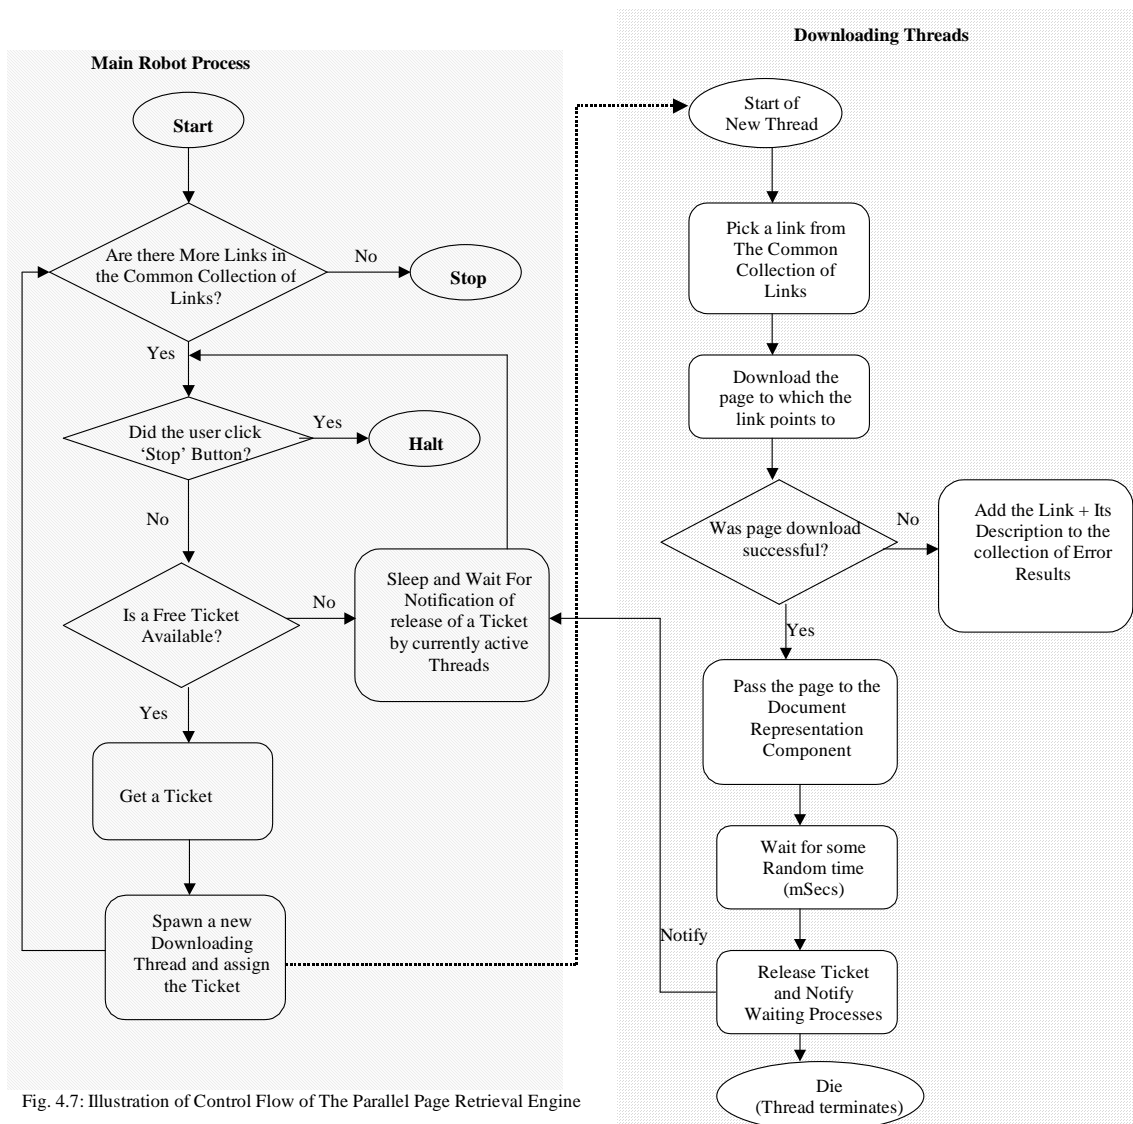 Main Robot Process
Start
Are there More Links in
the Common Collection of
Links?
No
Stop
Yes
Did the user click
‘Stop’ Button?
Yes
Halt
No
Is a Free Ticket
Available?
No
Sleep and Wait For
Notification of
release of a Ticket
by currently active
Threads
Yes
Get a Ticket
Spawn a new
Downloading
Thread and assign
the Ticket
Downloading Threads
Start of
New Thread
Pick a link from
The Common
Collection of
Links
Download the
page to which the
link points to
Was page download
successful?
No
Add the Link + Its
Description to the
collection of Error
Results
Yes
Pass the page to the
Document
Representation
Component
Wait for some
Random time
(mSecs)
Notify
Release Ticket
and Notify
Waiting Processes
Die
(Thread terminates)
Fig. 4.7: Illustration of Control Flow of The Parallel Page Retrieval Engine